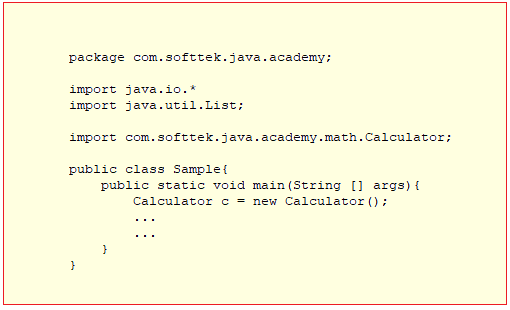 package com.softtek.java.academy;
import java.io.*
import java.util.List;
import com.softtek.java.academy.math.Calculator;
public class Sample{
public static void main(String [] args){
Calculator c = new Calculator();
...
...
}
}